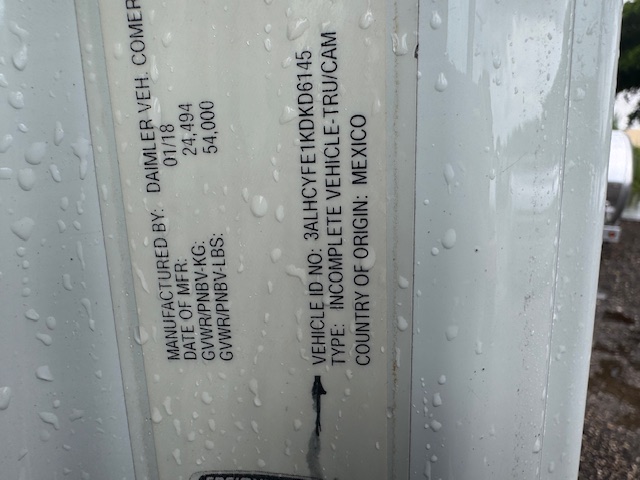 MANUFACTURED BY: DAIMLER VEH. COMER
DATE OF MFR: 01/18
GVWR/PNBV-KG: 24,494
GVWR/PNBV-LBS: 54,000
VEHICLE ID NO: 3ALHCYFE1KDKD6145
TYPE: INCOMPLETE VEHICLE-TRU/CAM
COUNTRY OF ORIGIN: MEXICO